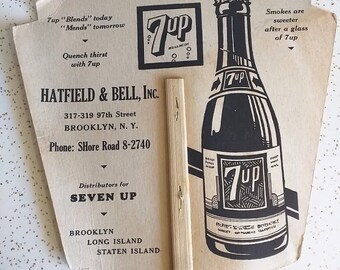 7up "Blends" today
"Mends" tomorrow
Quench thirst
with 7up
7up
Smokes are
sweeter
after a glass
of 7up
HATFIELD & BELL, Inc.
317-319 97th Street
BROOKLYN, N. Y.
Phone: SHore Road 8-2740
Distributors for
SEVEN UP
BROOKLYN
LONG ISLAND
STATEN ISLAND
7up
7up